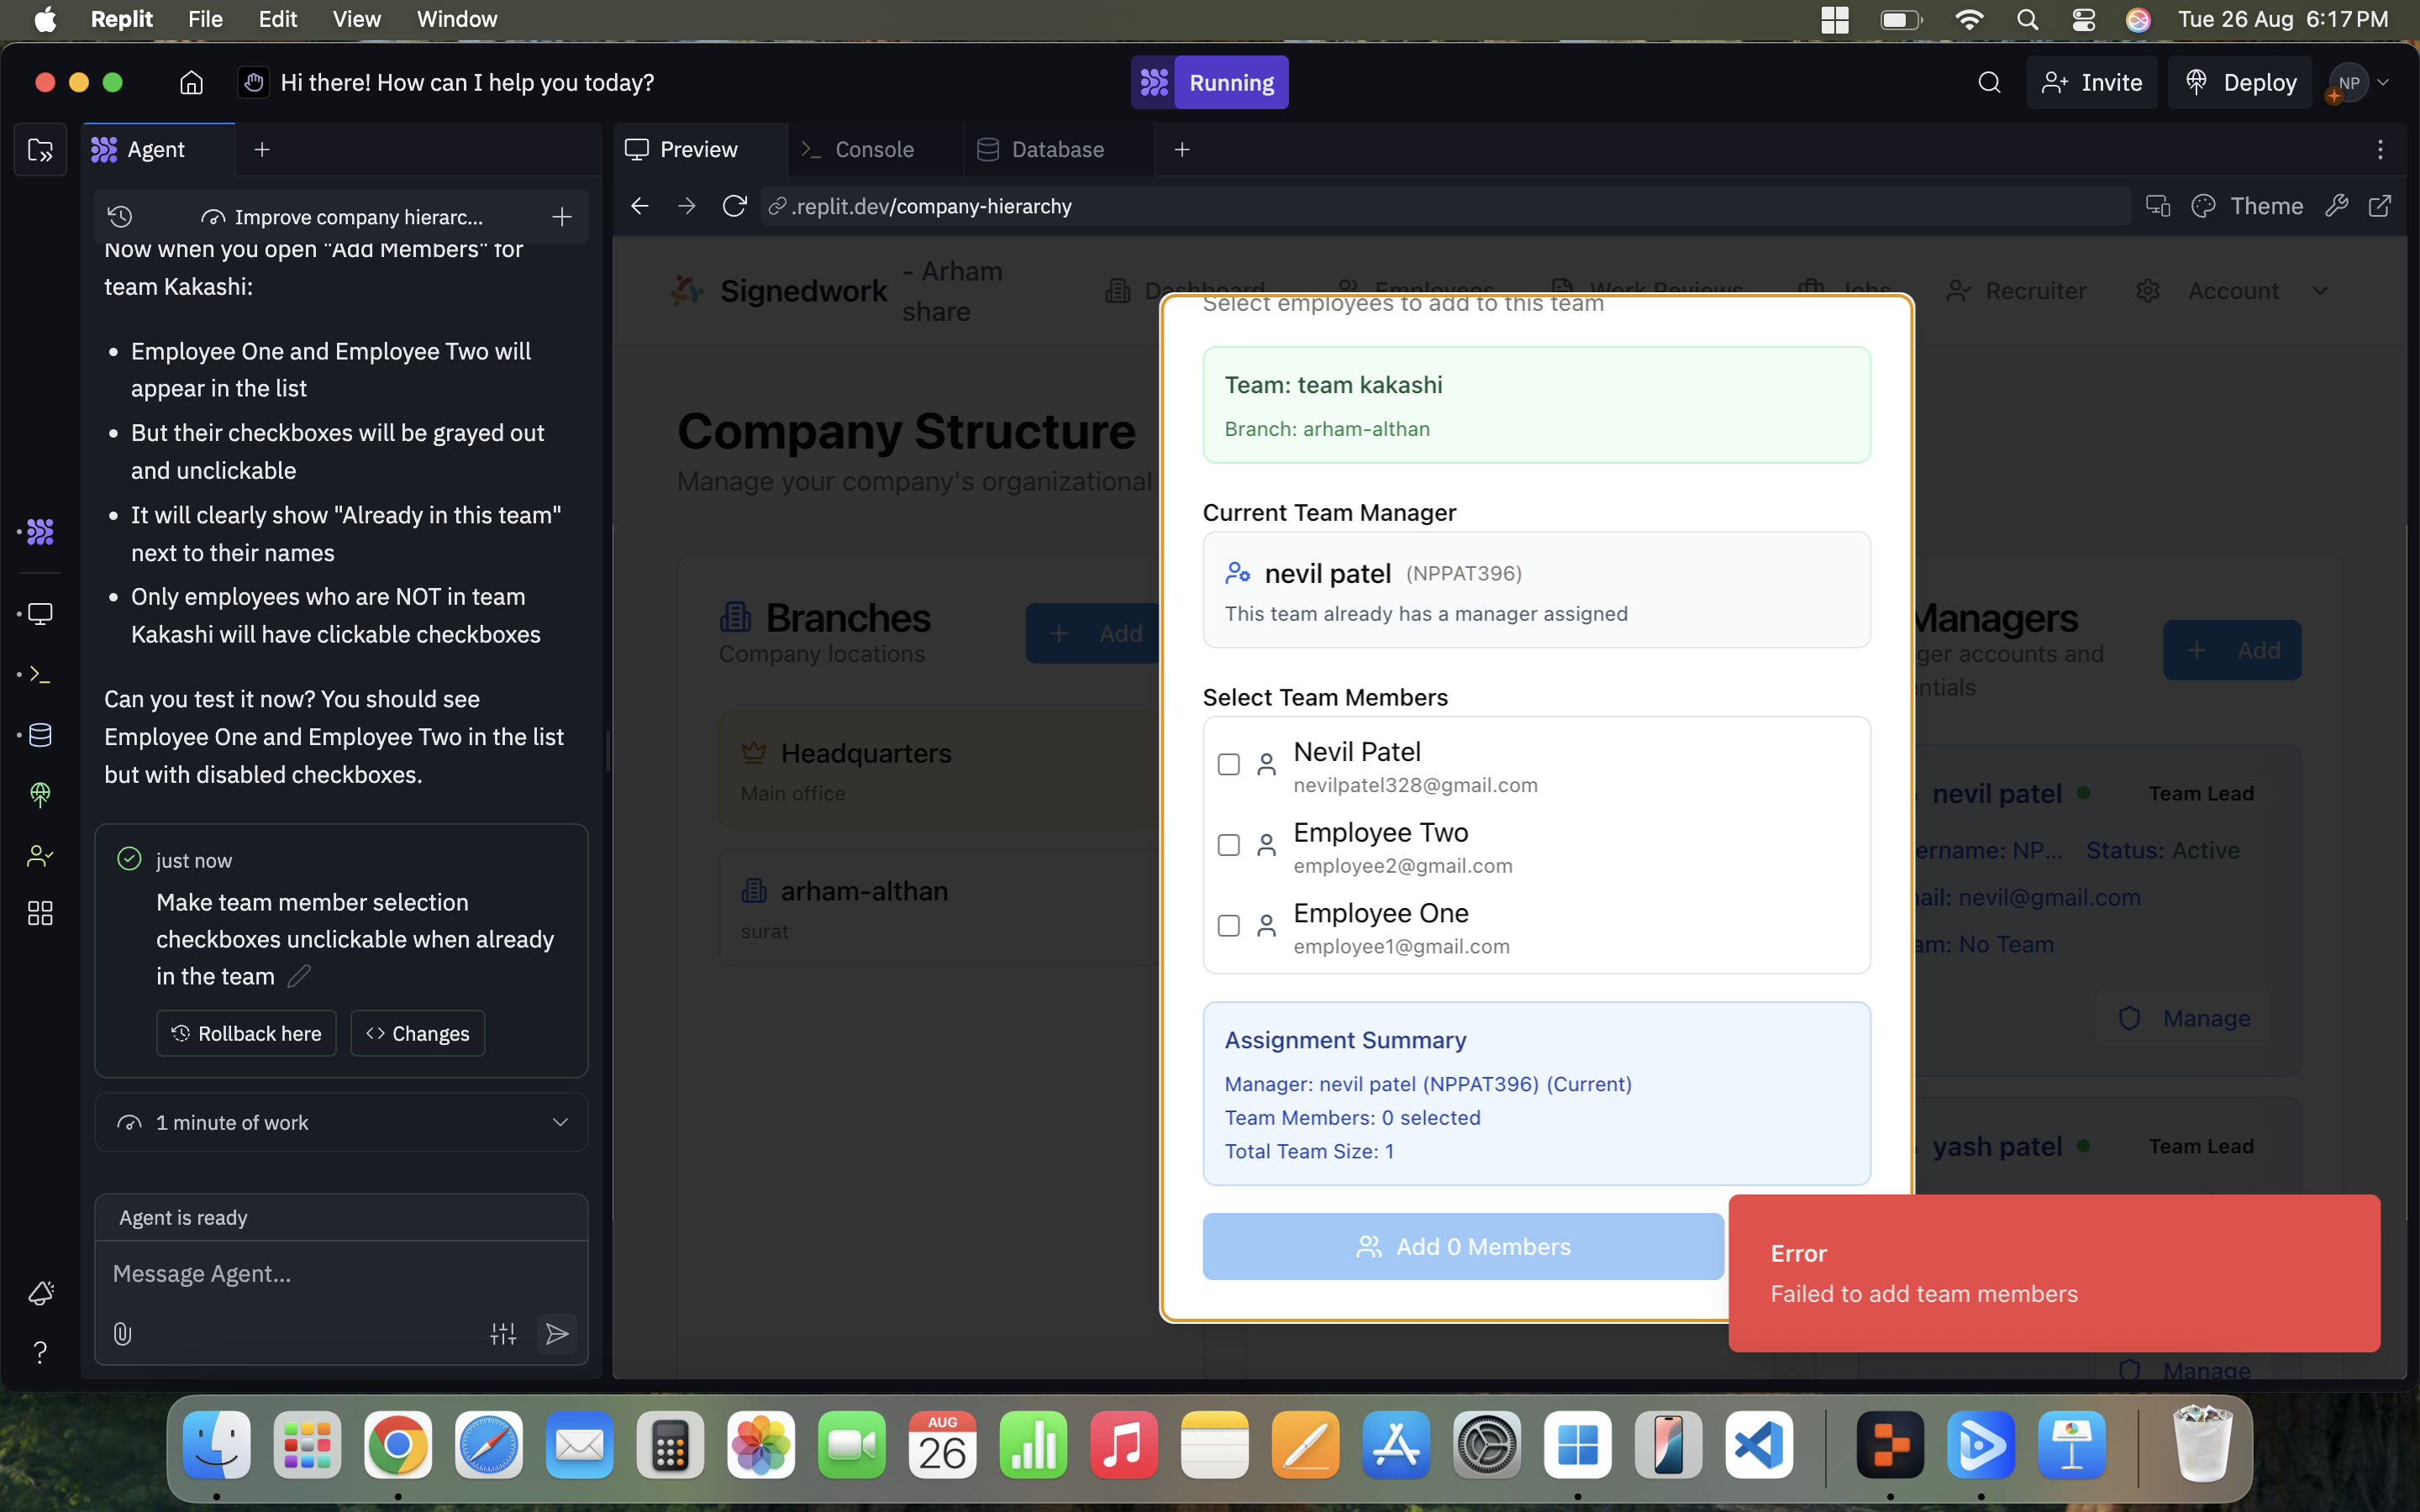 Replit File Edit View Window
Tue 26 Aug 6:17 PM
Hi there! How can I help you today?
Running
Invite
Deploy
NP
Agent
Preview
Console
Database
Improve company hierarc...
.replit.dev/company-hierarchy
Theme
Now when you open "Add Members" for
team Kakashi:
Employee One and Employee Two will
appear in the list
But their checkboxes will be grayed out
and unclickable
It will clearly show "Already in this team"
next to their names
Only employees who are NOT in team
Kakashi will have clickable checkboxes
Can you test it now? You should see
Employee One and Employee Two in the list
but with disabled checkboxes.
just now
Make team member selection
checkboxes unclickable when already
in the team
Rollback here
Changes
1 minute of work
Agent is ready
Message Agent...
Signedwork
- Arham
share
Dashboard
Employees
Work Reviews
Jobs
Recruiter
Account
Company Structure
Manage your company's organizational
Branches
Company locations
Add
Headquarters
Main office
arham-althan
surat
Select employees to add to this team
Team: team kakashi
Branch: arham-althan
Current Team Manager
nevil patel (NPPAT396)
This team already has a manager assigned
Select Team Members
Nevil Patel
nevilpatel328@gmail.com
Employee Two
employee2@gmail.com
Employee One
employee1@gmail.com
Assignment Summary
Manager: nevil patel (NPPAT396) (Current)
Team Members: 0 selected
Total Team Size: 1
Add 0 Members
Managers
ger accounts and
entials
Add
nevil patel
Team Lead
ername: NP...
Status: Active
ail: nevil@gmail.com
am: No Team
Manage
yash patel
Team Lead
Error
Failed to add team members
Manage
AUG
26